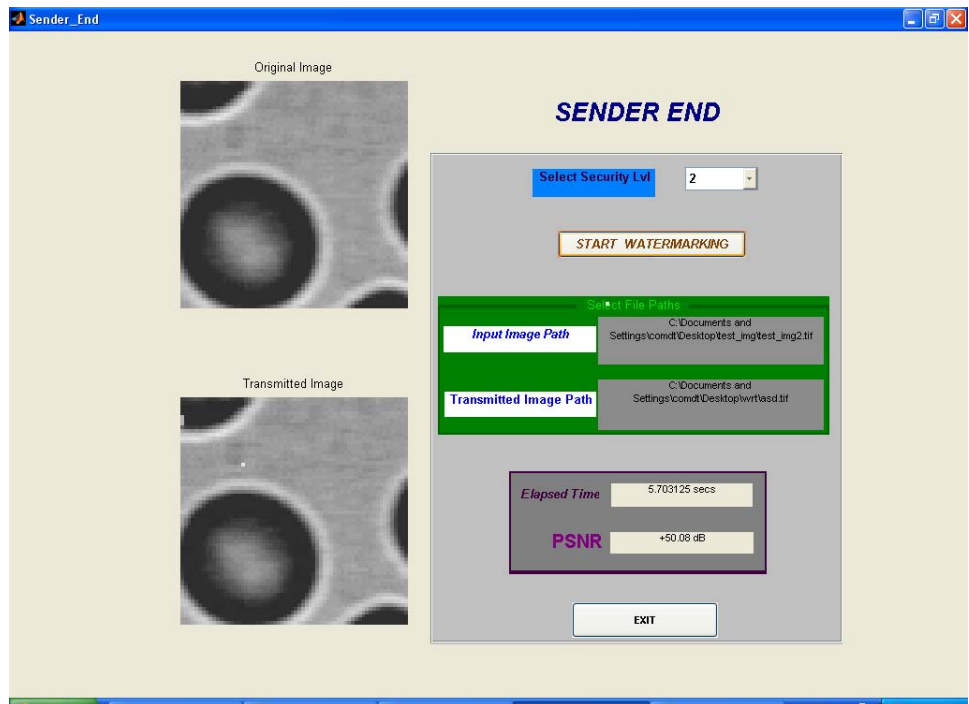 Sender_End
Original Image
SENDER END
Select Security Lvl
2
START WATERMARKING
Select File Paths
Input Image Path
C:\Documents and
Settings\comdt\Desktop\test_img\test_img2.tif
Transmitted Image
Transmitted Image Path
C:\Documents and
Settings\comdt\Desktop\wrt\asd.tif
Elapsed Time
5.703125 secs
PSNR
+50.08 dB
EXIT